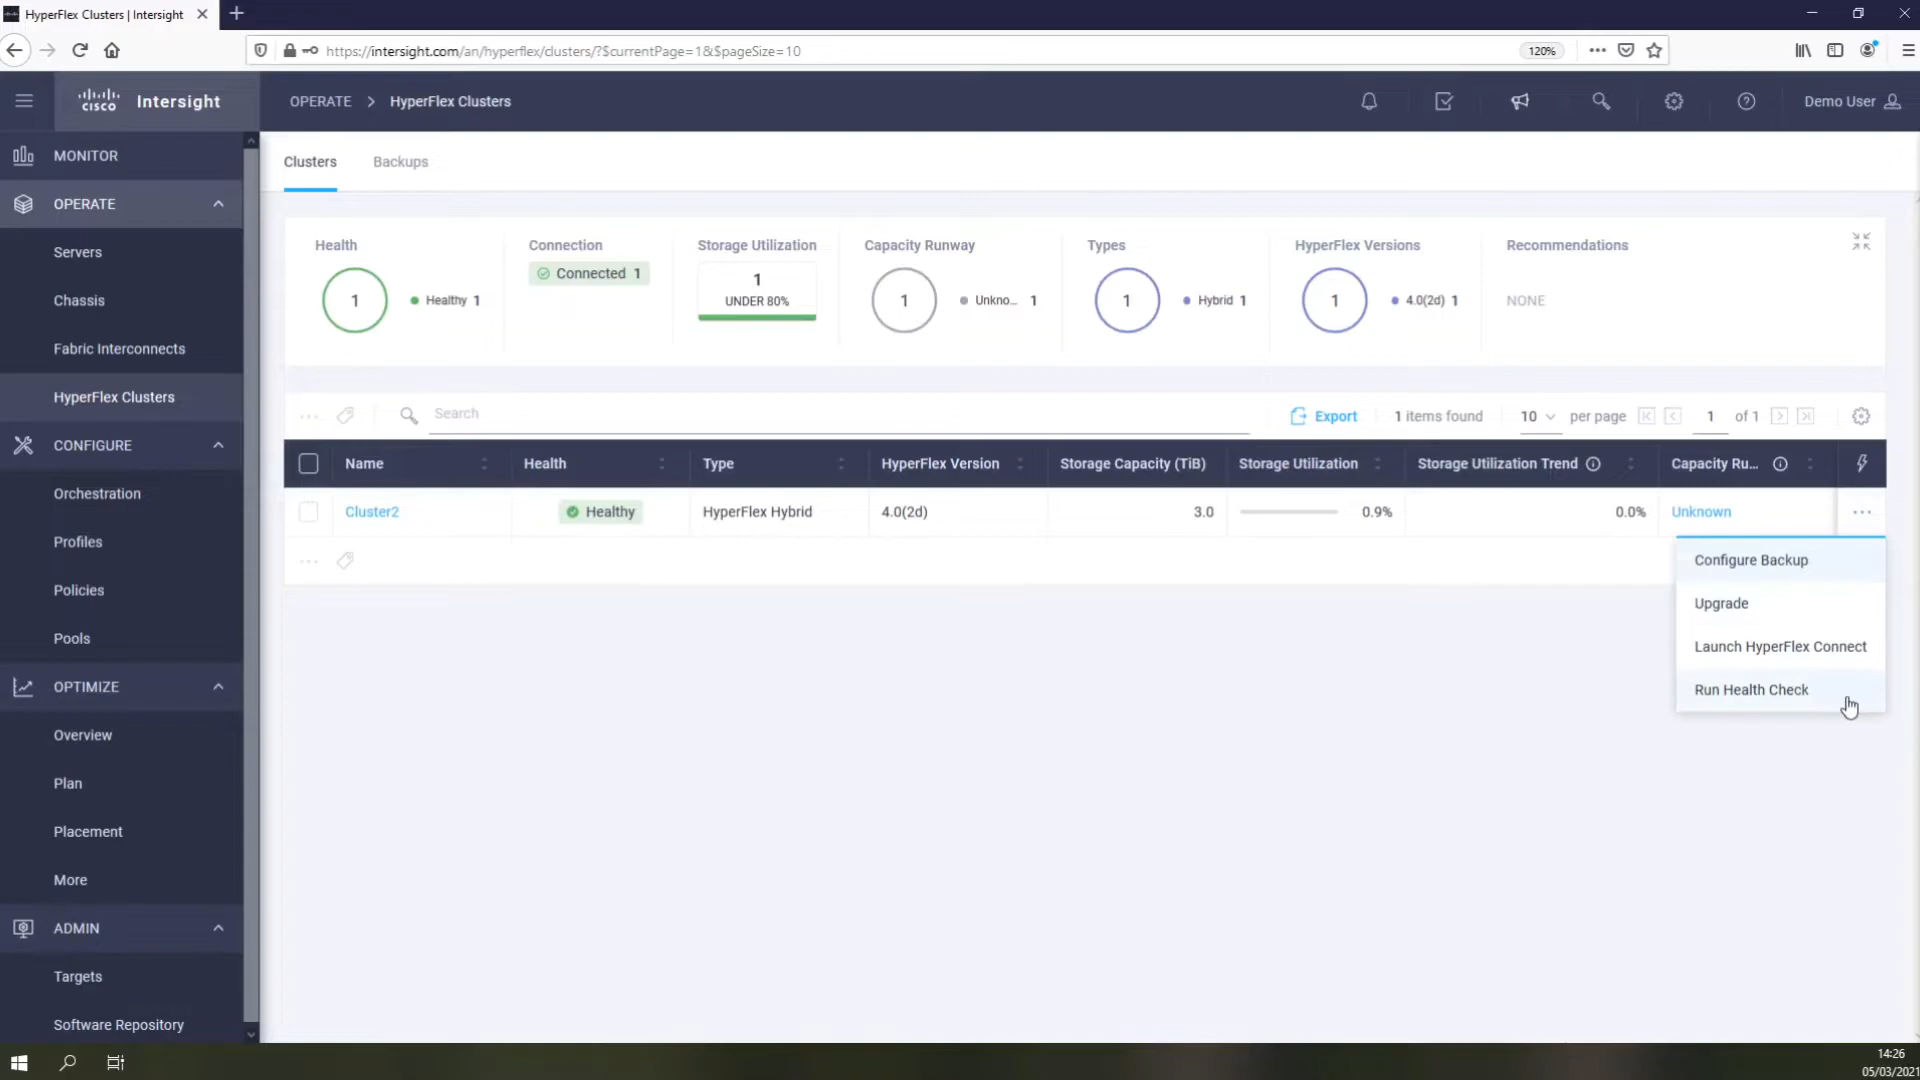 HyperFlex Clusters | Intersight
https://intersight.com/an/hyperflex/clusters/?$currentPage=1&$pageSize=10
120%
CISCO Intersight
OPERATE > HyperFlex Clusters
Demo User
MONITOR
OPERATE
Servers
Chassis
Fabric Interconnects
HyperFlex Clusters
CONFIGURE
Orchestration
Profiles
Policies
Pools
OPTIMIZE
Overview
Plan
Placement
More
ADMIN
Targets
Software Repository
Clusters Backups
Health Connection Storage Utilization Capacity Runway Types HyperFlex Versions Recommendations
Connected 1
1
UNDER 80%
1 Healthy 1
1 Unkno... 1
1 Hybrid 1
1 4.0(2d) 1
NONE
Search
Export 1 items found 10 per page 1 of 1
Name Health Type HyperFlex Version Storage Capacity (TiB) Storage Utilization Storage Utilization Trend Capacity Ru...
Cluster2 Healthy HyperFlex Hybrid 4.0(2d) 3.0 0.9% 0.0% Unknown
Configure Backup
Upgrade
Launch HyperFlex Connect
Run Health Check
14:26
05/03/2021